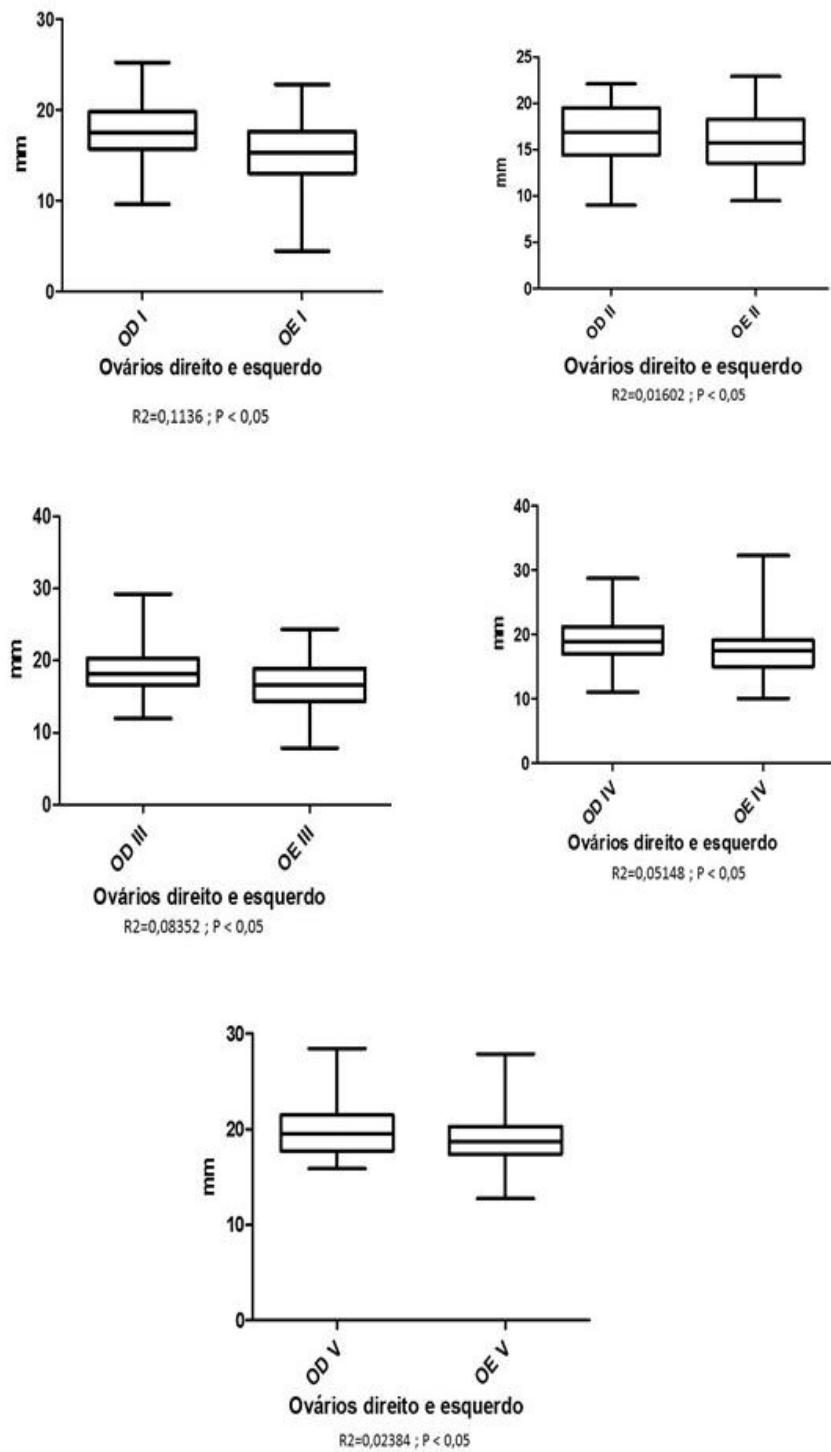 30
20
10
0
mm
OD I
OE I
Ovários direito e esquerdo
R2=0,1136 ; P < 0,05
25
20
15
10
5
0
mm
OD II
OE II
Ovários direito e esquerdo
R2=0,01602 ; P < 0,05
40
30
20
10
0
mm
OD III
OE III
Ovários direito e esquerdo
R2=0,08352 ; P < 0,05
40
30
20
10
0
mm
OD IV
OE IV
Ovários direito e esquerdo
R2=0,05148 ; P < 0,05
30
20
10
0
mm
OD V
OE V
Ovários direito e esquerdo
R2=0,02384 ; P < 0,05